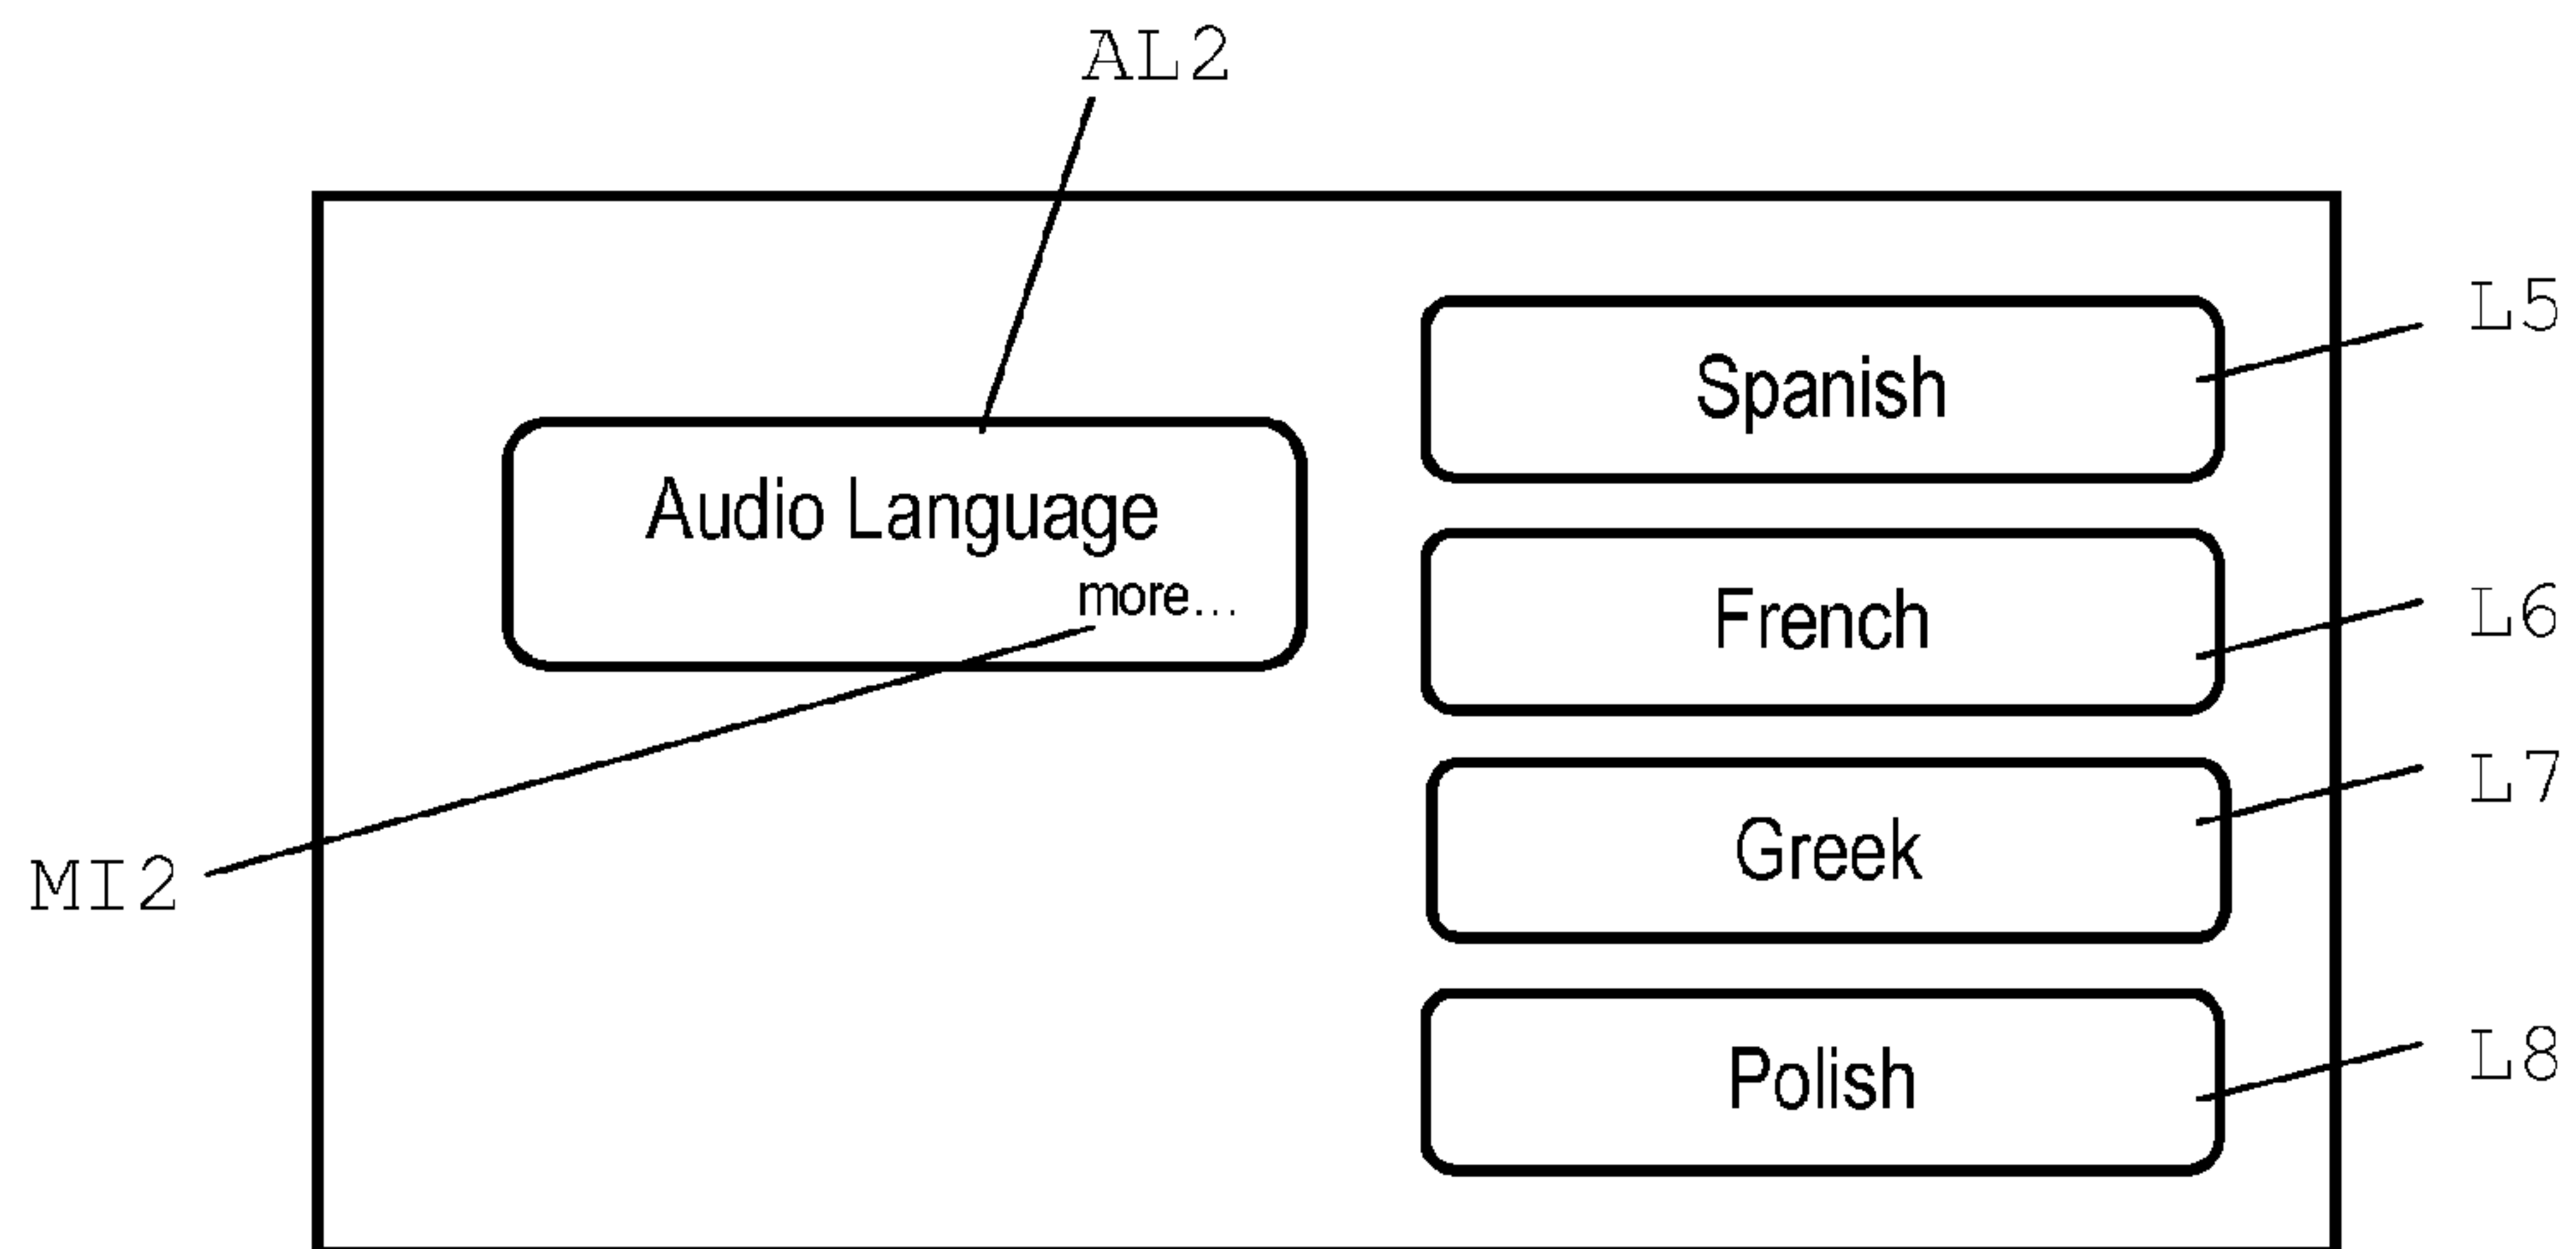 AL2
Spanish
L5
Audio Language
more...
French
L6
Greek
L7
MI2
Polish
L8